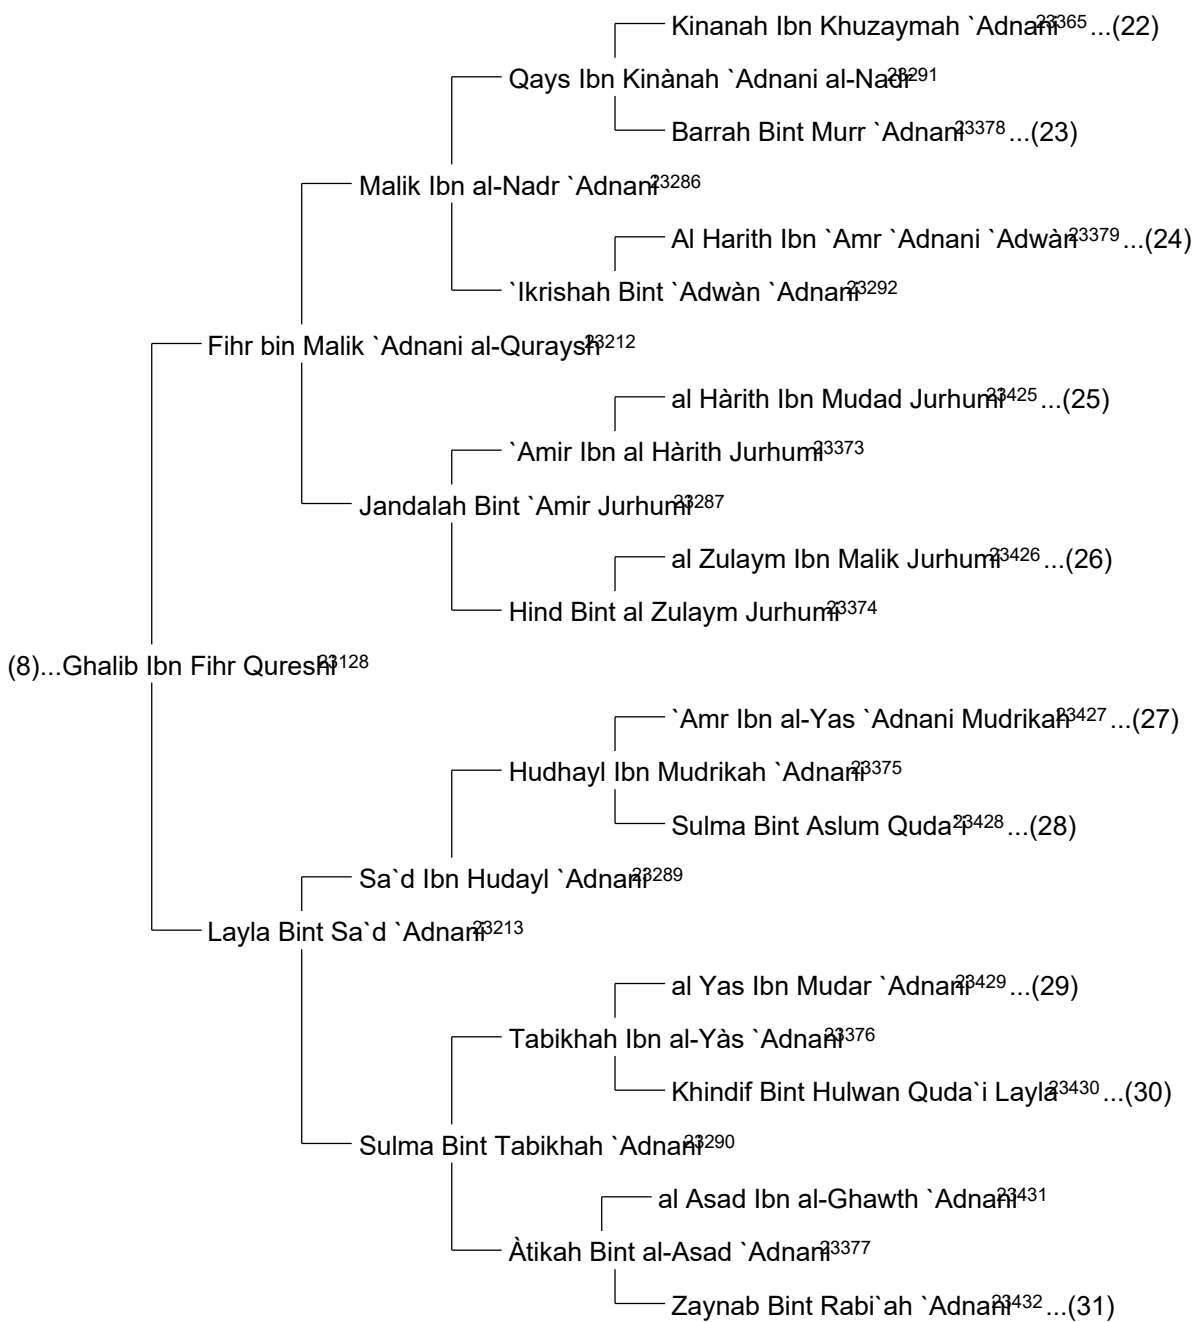 Kinanah Ibn Khuzaymah `Adnani23365 ...(22)
Qays Ibn Kinànah `Adnani al-Nadr23291
Barrah Bint Murr `Adnani23378 ...(23)
Malik Ibn al-Nadr `Adnani23286
Al Harith Ibn `Amr `Adnani `Adwàn23379 ...(24)
`Ikrishah Bint `Adwàn `Adnani23292
Fihr bin Malik `Adnani al-Quraysh23212
al Hàrith Ibn Mudad Jurhumi23425 ...(25)
`Amir Ibn al Hàrith Jurhumi23373
Jandalah Bint `Amir Jurhumi23287
al Zulaym Ibn Malik Jurhumi23426 ...(26)
Hind Bint al Zulaym Jurhumi23374
(8)...Ghalib Ibn Fihr Qureshi23128
`Amr Ibn al-Yas `Adnani Mudrikah23427 ...(27)
Hudhayl Ibn Mudrikah `Adnani23375
Sulma Bint Aslum Quda`i23428 ...(28)
Sa`d Ibn Hudayl `Adnani23289
Layla Bint Sa`d `Adnani23213
al Yas Ibn Mudar `Adnani23429 ...(29)
Tabikhah Ibn al-Yàs `Adnani23376
Khindif Bint Hulwan Quda`i Layla23430 ...(30)
Sulma Bint Tabikhah `Adnani23290
al Asad Ibn al-Ghawth `Adnani23431
Àtikah Bint al-Asad `Adnani23377
Zaynab Bint Rabi`ah `Adnani23432 ...(31)